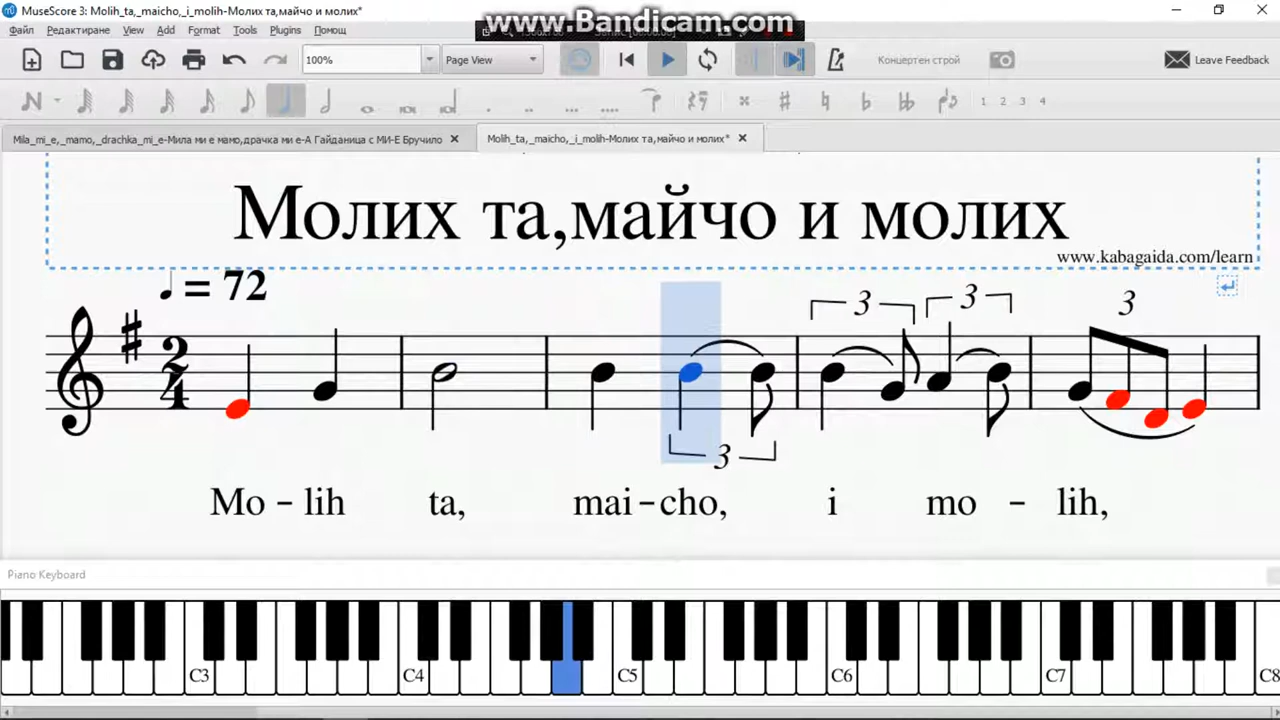 MuseScore 3: Molih_ta,_maicho,_i_molih-Молих та,майчо и молих*
www.Bandicam.com
Файл Редактиране View Add Format Tools Plugins Помощ
100% Page View Концертен строй Leave Feedback
1 2 3 4
Mila_mi_e,_mamo,_drachka_mi_e-Мила ми е мамо,драчка ми е-А Гайданица с МИ-Е Бручило
Molih_ta,_maicho,_i_molih-Молих та,майчо и молих*
Молих та,майчо и молих
www.kabagaida.com/learn
= 72
3 3 3
2
4
3
Mo - lih ta, mai - cho, i mo - lih,
Piano Keyboard
C3 C4 C5 C6 C7 C8